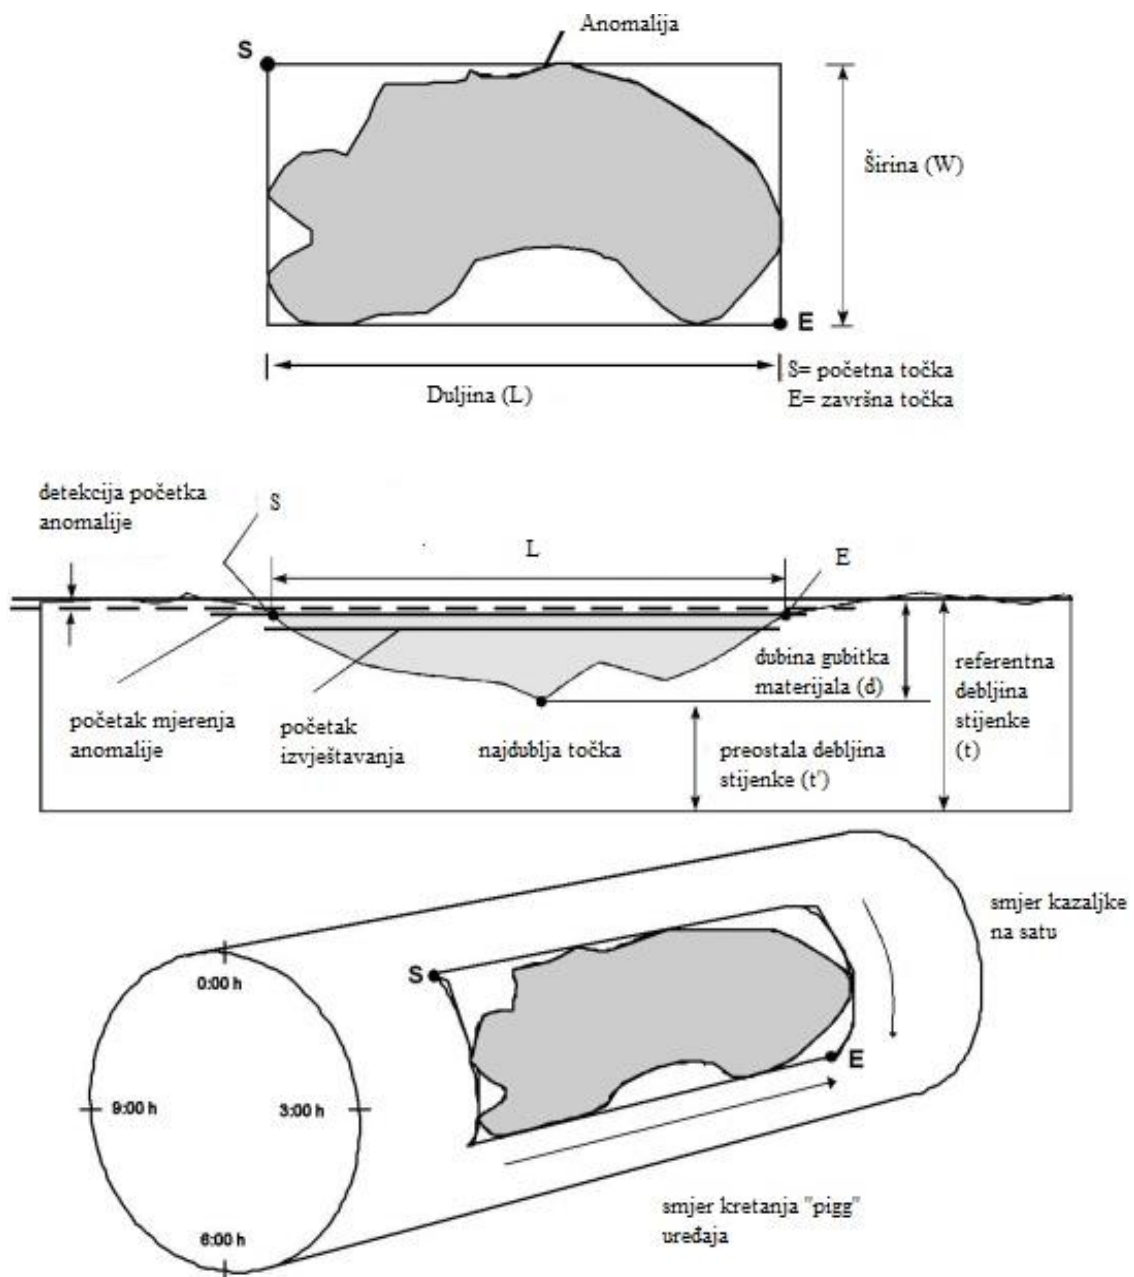 Anomalija
S
Širina (W)
E
Duljina (L)
S= početna točka
E= završna točka
detekcija početka
anomalije
S
L
E
dubina gubitka
materijala (d)
referentna
debljina
stijenke
(t)
početak mjerenja
anomalije
početak
izvještavanja
najdublja točka
preostala debljina
stijenke (t')
smjer kazaljke
na satu
S
0:00 h
E
9:00 h
3:00 h
smjer kretanja "pigg"
uređaja
6:00 h